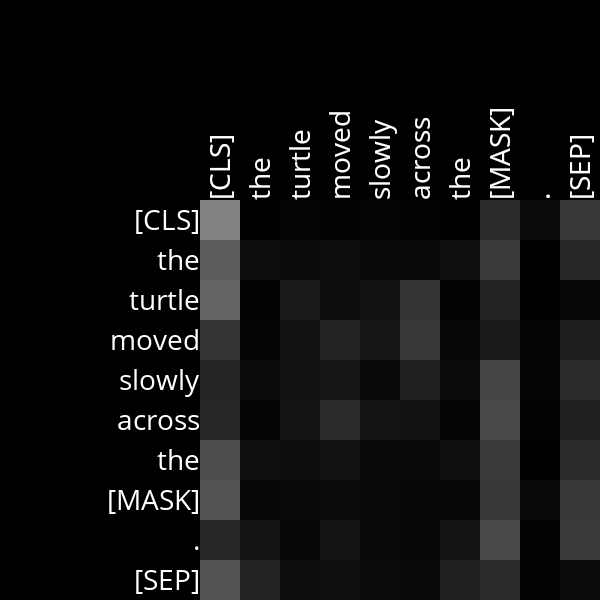 [CLS] the turtle moved slowly across the [MASK] . [SEP]
[CLS]
the
turtle
moved
slowly
across
the
[MASK]
.
[SEP]